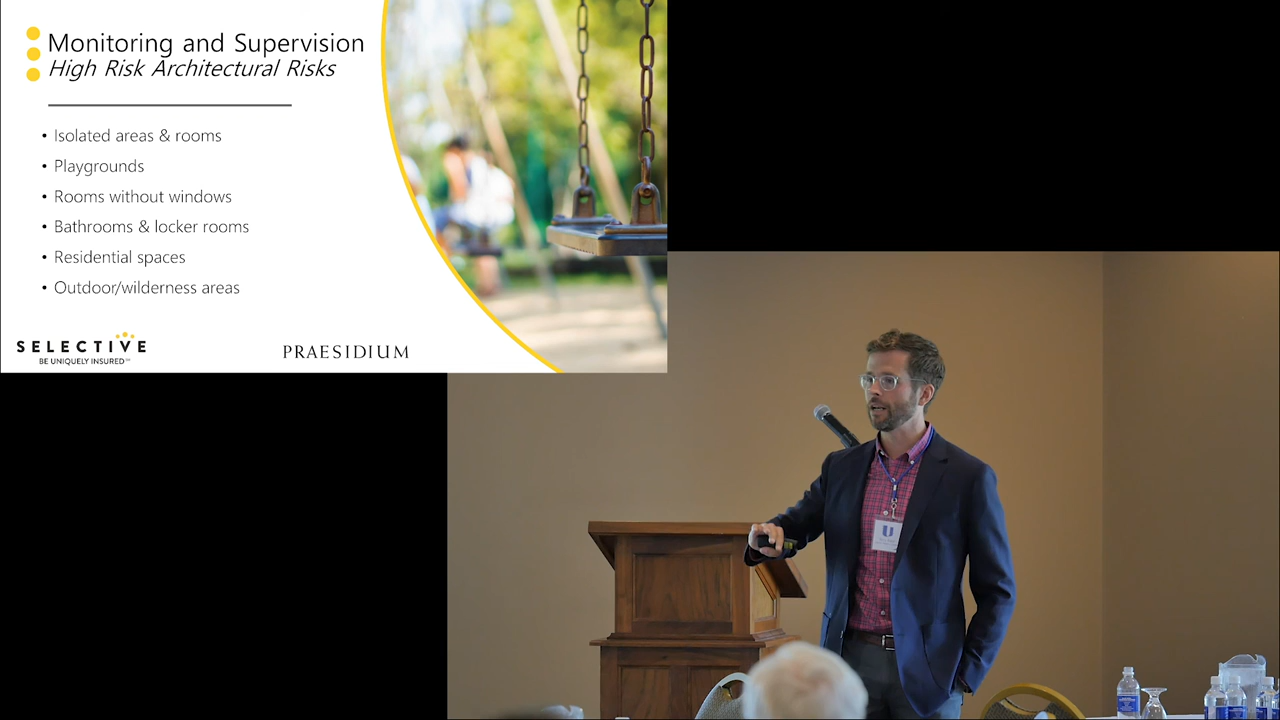 Monitoring and Supervision
High Risk Architectural Risks
• Isolated areas & rooms
• Playgrounds
• Rooms without windows
• Bathrooms & locker rooms
• Residential spaces
• Outdoor/wilderness areas
SELECTIVE
BE UNIQUELY INSURED℠
PRAESIDIUM
U